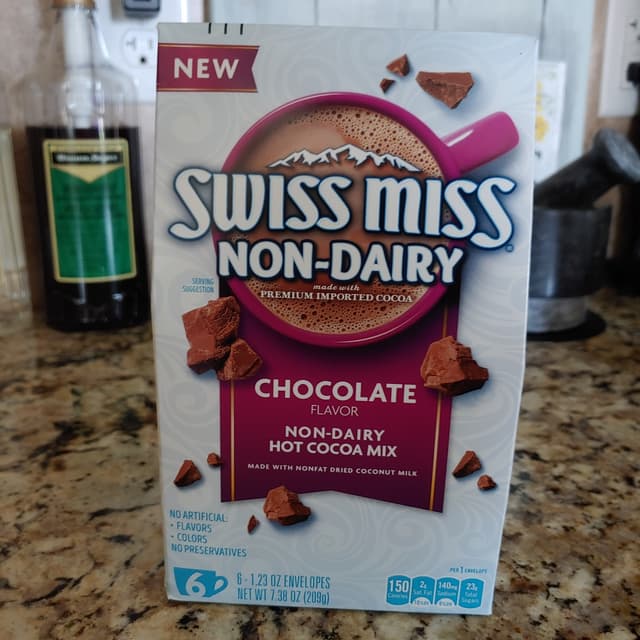 NEW
SWISS MISS
NON-DAIRY
made with
PREMIUM IMPORTED COCOA
SERVING
SUGGESTION
CHOCOLATE
FLAVOR
NON-DAIRY
HOT COCOA MIX
MADE WITH NONFAT DRIED COCONUT MILK
NO ARTIFICIAL:
• FLAVORS
• COLORS
NO PRESERVATIVES
6
6 - 1.23 OZ ENVELOPES
NET WT 7.38 OZ (209g)
PER 1 ENVELOPE
150 Calories
2g Sat. Fat
140mg Sodium
23g Total Sugars